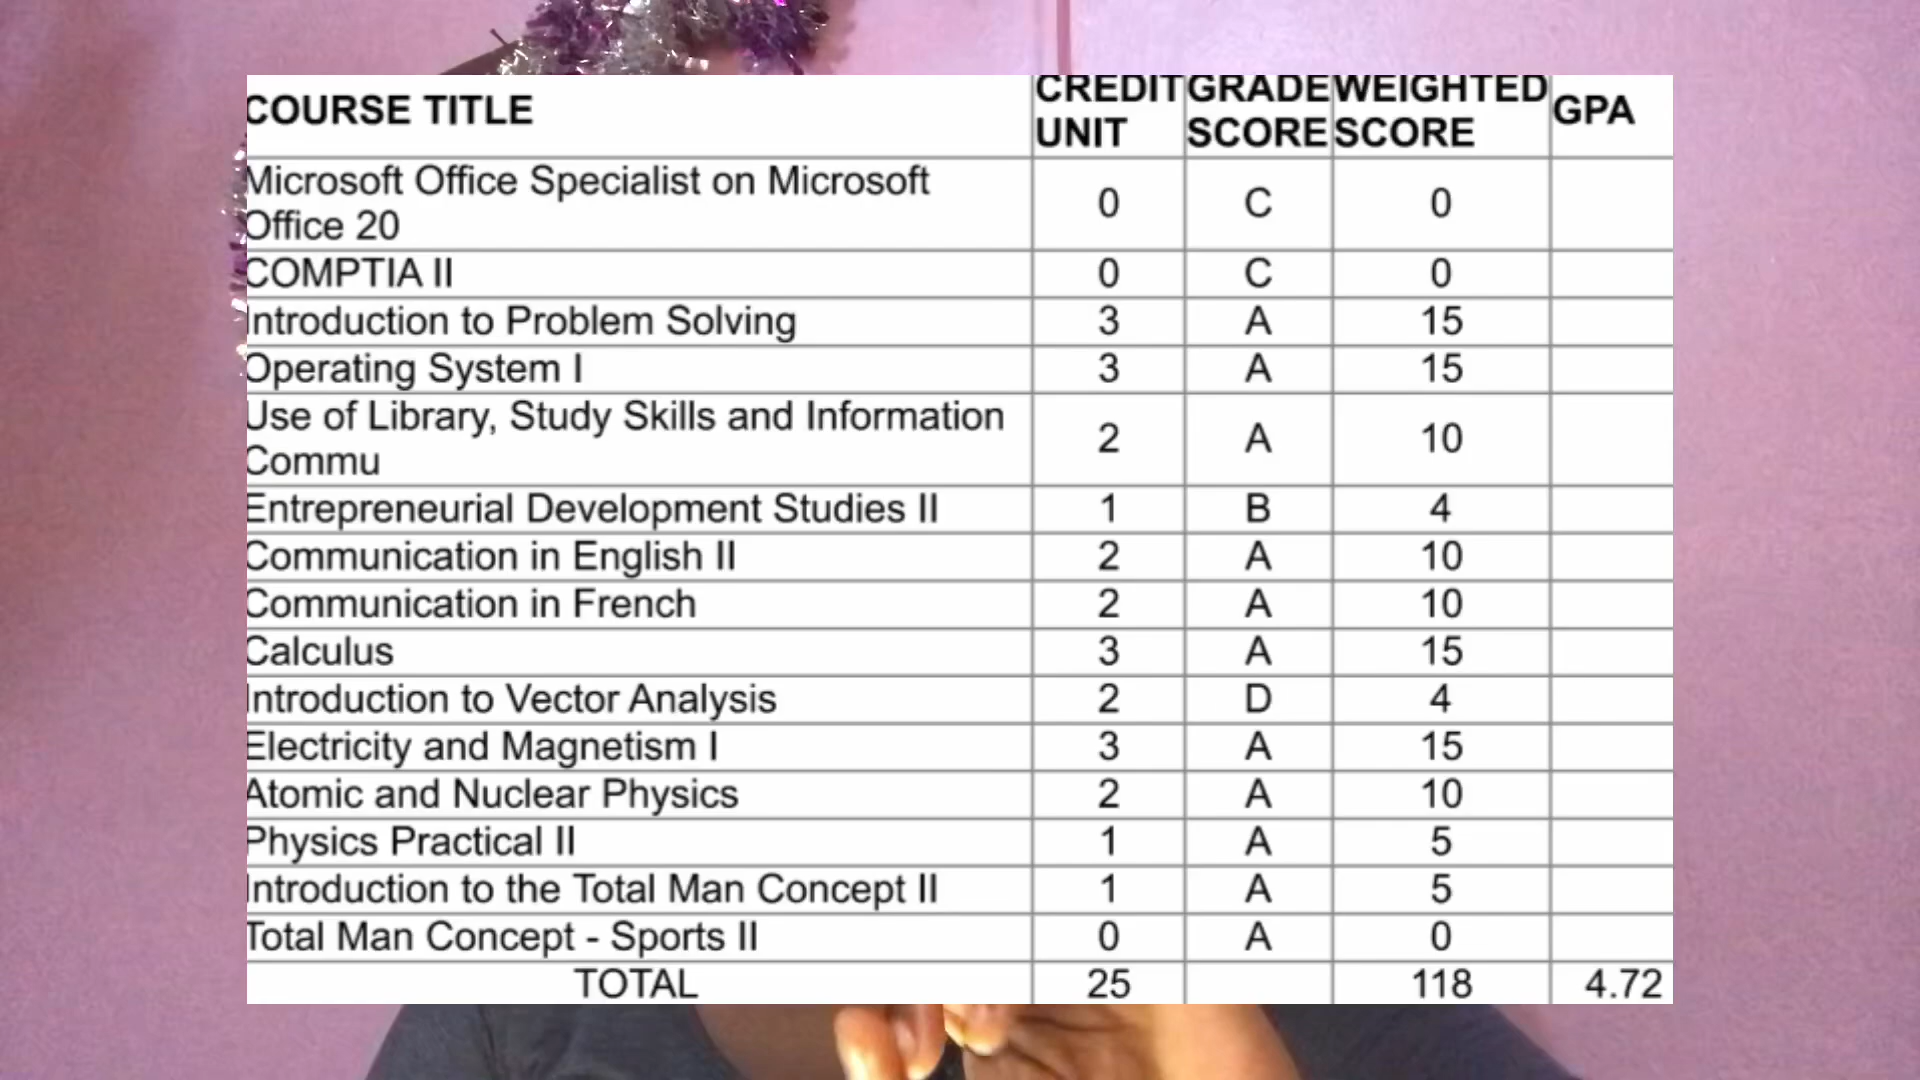 COURSE TITLE CREDIT UNIT GRADE SCORE WEIGHTED SCORE GPA
Microsoft Office Specialist on Microsoft
Office 20 0 C 0
COMPTIA II 0 C 0
Introduction to Problem Solving 3 A 15
Operating System I 3 A 15
Use of Library, Study Skills and Information
Commu 2 A 10
Entrepreneurial Development Studies II 1 B 4
Communication in English II 2 A 10
Communication in French 2 A 10
Calculus 3 A 15
Introduction to Vector Analysis 2 D 4
Electricity and Magnetism I 3 A 15
Atomic and Nuclear Physics 2 A 10
Physics Practical II 1 A 5
Introduction to the Total Man Concept II 1 A 5
Total Man Concept - Sports II 0 A 0
TOTAL 25 118 4.72